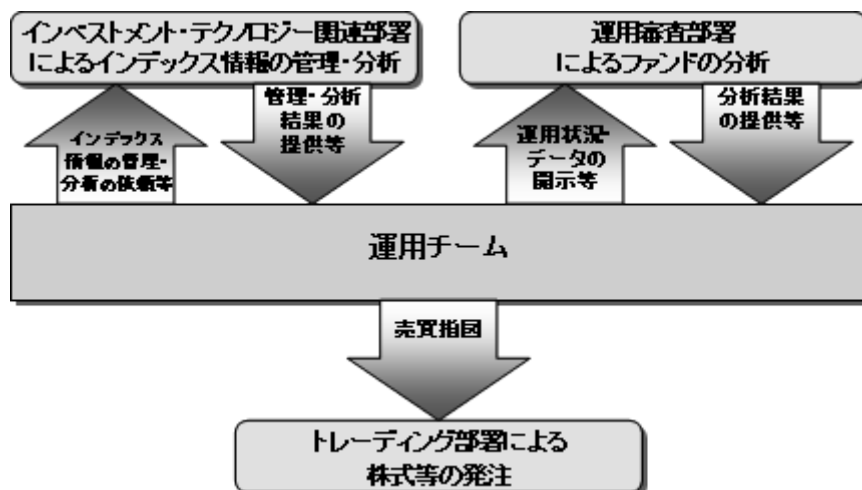 インベストメント・テクノロジー関連部署
によるインデックス情報の管理・分析
運用審査部署
によるファンドの分析
インデックス
情報の管理・
分析の依頼等
管理・分析
結果の
提供等
運用状況・
データの
開示等
分析結果
の提供等
運用チーム
売買指図
トレーディング部署による
株式等の発注